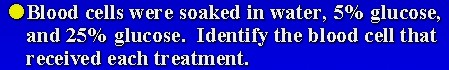 Blood cells were soaked in water, 5% glucose,
and 25% glucose.  Identify the blood cell that
received each treatment.